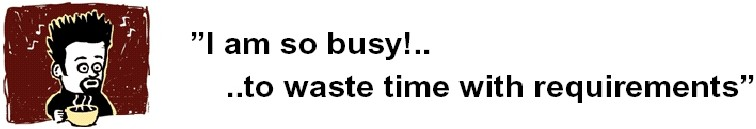 ”I am so busy!..
..to waste time with requirements”